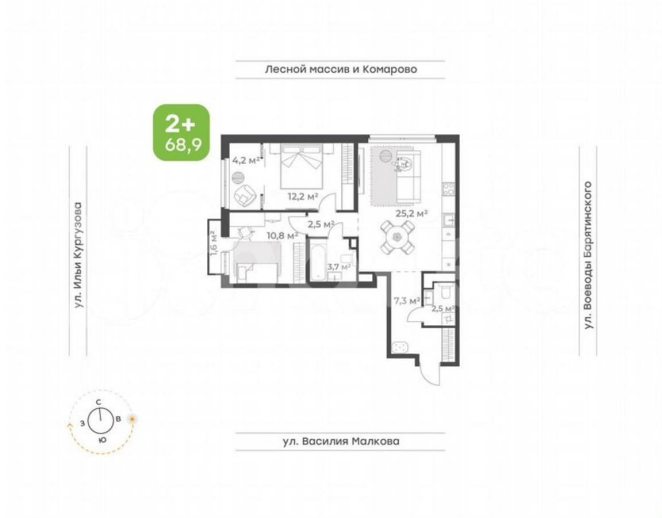 Лесной массив и Комарово
2+
68,9
4,2 м²
12,2 м²
25,2 м²
2,5 м²
10,8 м²
1,6 м²
3,7 м²
7,3 м²
2,5 м²
ул. Ильи Кургузова
ул. Воеводы Барятинского
С
З
В
Ю
ул. Василия Малкова